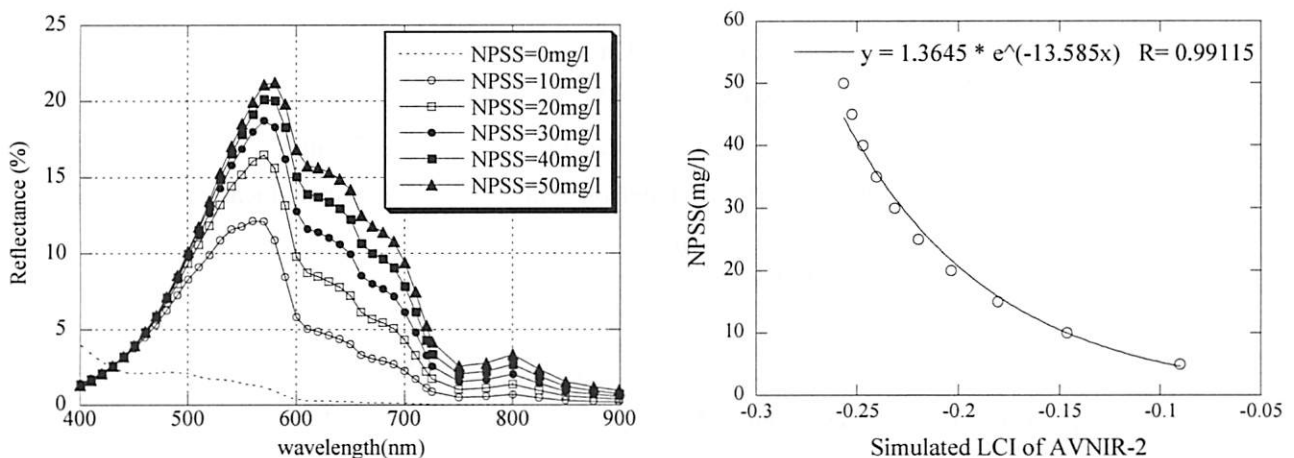 25
20
15
10
5
0
Reflectance (%)
400 500 600 700 800 900
wavelength(nm)
NPSS=0mg/l
NPSS=10mg/l
NPSS=20mg/l
NPSS=30mg/l
NPSS=40mg/l
NPSS=50mg/l
y = 1.3645 * e^(-13.585x) R= 0.99115
60
50
40
30
20
10
0
NPSS(mg/l)
-0.3 -0.25 -0.2 -0.15 -0.1 -0.05
Simulated LCI of AVNIR-2